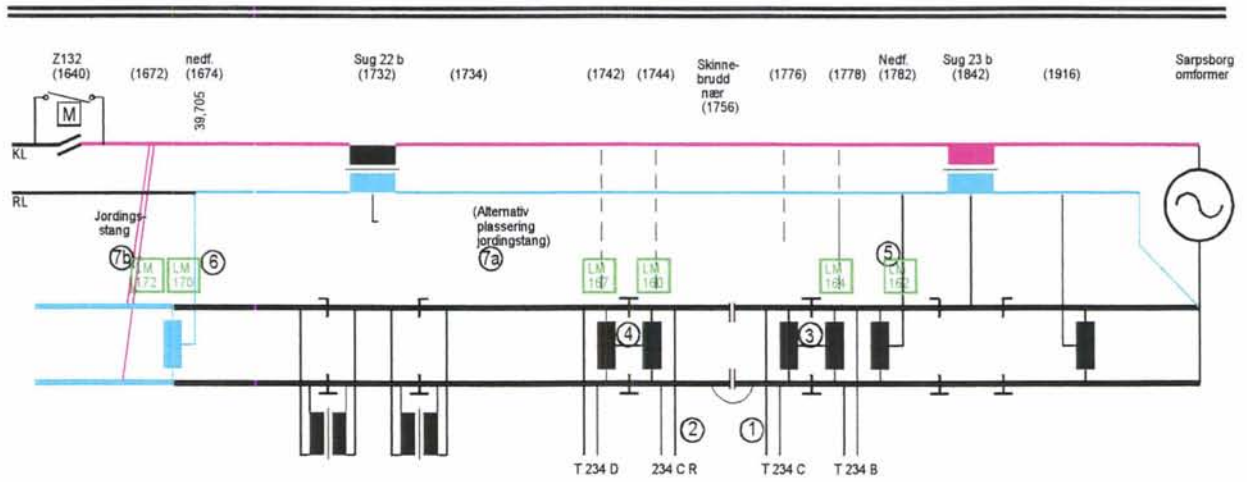 Z132 (1640)
(1672)
nedf. (1674)
39,705
Sug 22 b (1732)
(1734)
(1742)
(1744)
Skinne-
brudd
nær
(1756)
(1776)
(1778)
Nedf. (1782)
Sug 23 b (1842)
(1916)
Sarpsborg
omformer
M
KL
RL
Jordings-
stang
(Alternativ
plassering
jordingstang)
7b
LM
172
LM
170
6
7a
LM
167
LM
160
LM
164
5
LM
162
4
3
2
1
T 234 D
234 C R
T 234 C
T 234 B